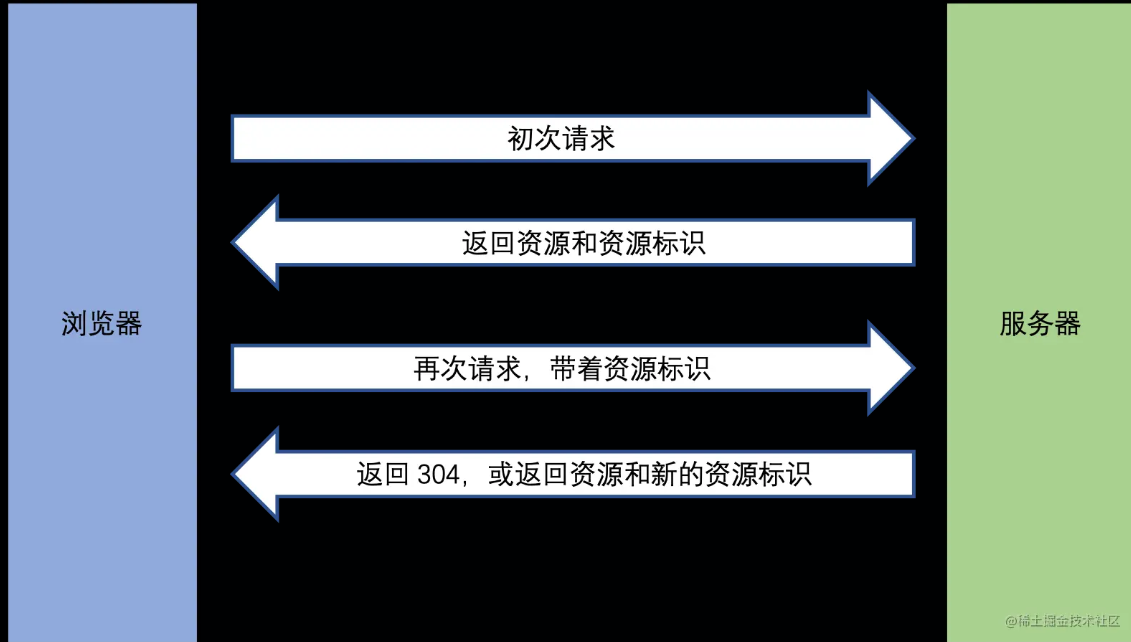 初次请求
返回资源和资源标识
浏览器
服务器
再次请求，带着资源标识
返回 304，或返回资源和新的资源标识
@稀土掘金技术社区